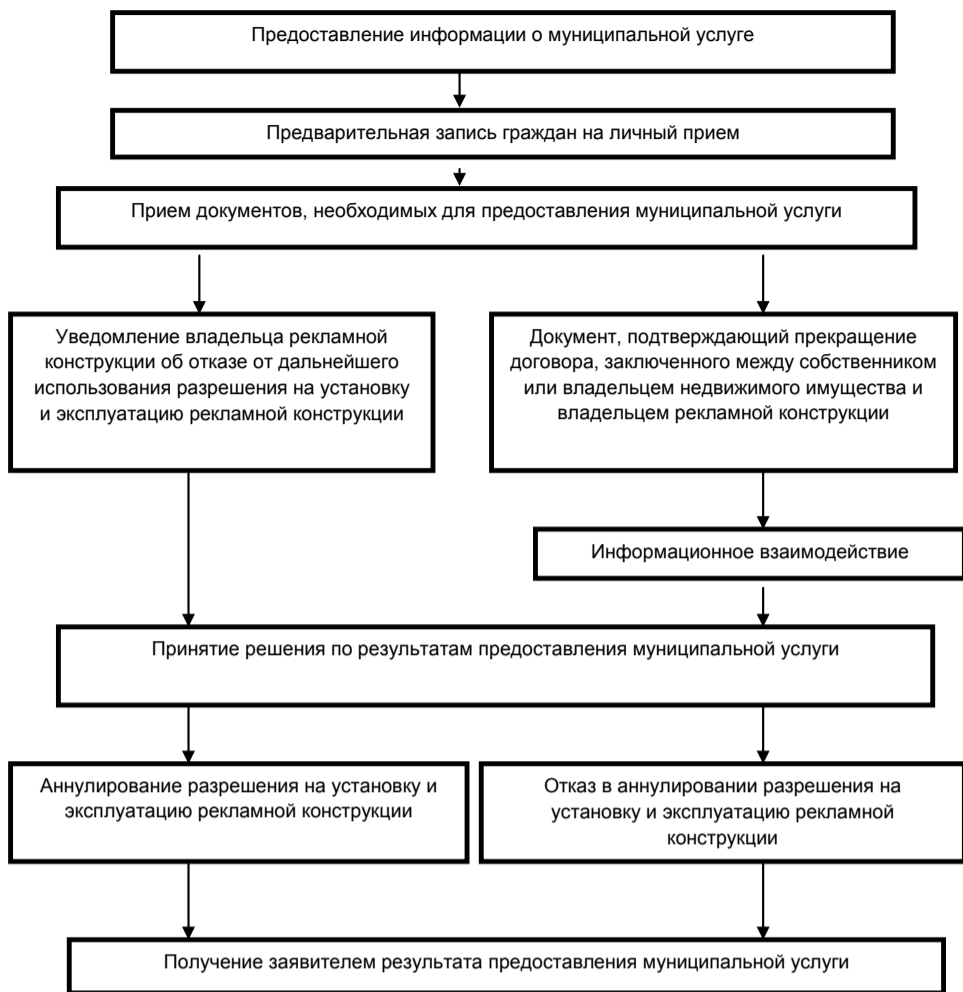 Предоставление информации о муниципальной услуге
Предварительная запись граждан на личный прием
Прием документов, необходимых для предоставления муниципальной услуги
Уведомление владельца рекламной
конструкции об отказе от дальнейшего
использования разрешения на установку
и эксплуатацию рекламной конструкции
Документ, подтверждающий прекращение
договора, заключенного между собственником
или владельцем недвижимого имущества и
владельцем рекламной конструкции
Информационное взаимодействие
Принятие решения по результатам предоставления муниципальной услуги
Аннулирование разрешения на установку и
эксплуатацию рекламной конструкции
Отказ в аннулировании разрешения на
установку и эксплуатацию рекламной
конструкции
Получение заявителем результата предоставления муниципальной услуги